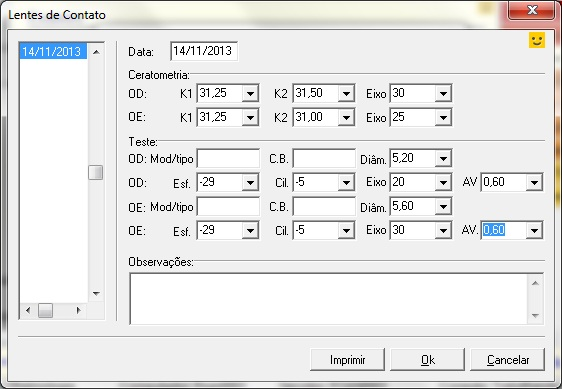 Lentes de Contato
14/11/2013
Data: 14/11/2013
Ceratometria:
OD: K1 31,25 K2 31,50 Eixo 30
OE: K1 31,25 K2 31,00 Eixo 25
Teste:
OD: Mod/tipo C.B. Diâm. 5,20
OD: Esf. -29 Cil. -5 Eixo 20 AV 0,60
OE: Mod/tipo C.B. Diâm. 5,60
OE: Esf. -29 Cil. -5 Eixo 30 AV. 0,60
Observações:
Imprimir Ok Cancelar